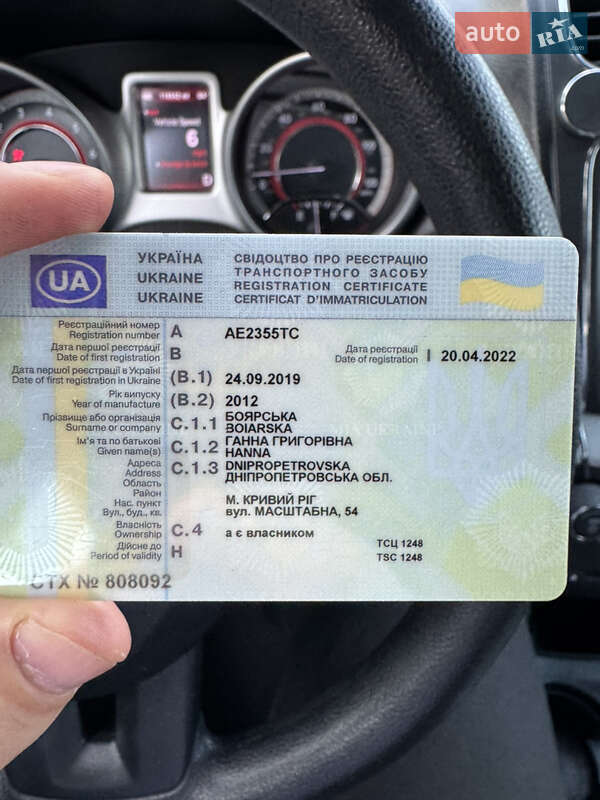 auto RIA.com
Vehicle Speed
6
УКРАЇНА
UKRAINE
UKRAINE
СВІДОЦТВО ПРО РЕЄСТРАЦІЮ
ТРАНСПОРТНОГО ЗАСОБУ
REGISTRATION CERTIFICATE
CERTIFICAT D'IMMATRICULATION
UA
Реєстраційний номер
Registration number A AE2355TC
Дата першої реєстрації
Date of first registration B
Дата реєстрації
Date of registration I 20.04.2022
Дата першої реєстрації в Україні
Date of first registration in Ukraine (B.1) 24.09.2019
Рік випуску
Year of manufacture (B.2) 2012
Прізвище або організація
Surname or company C.1.1 БОЯРСЬКА
BOIARSKA
Ім'я та по батькові
Given name(s) C.1.2 ГАННА ГРИГОРІВНА
HANNA
Адреса
Address C.1.3 DNIPROPETROVSKA
Область ДНІПРОПЕТРОВСЬКА ОБЛ.
Район
Нас. пункт М. КРИВИЙ РІГ
Вул., буд., кв. вул. МАСШТАБНА, 54
Власність
Ownership C.4 а є власником
Дійсне до
Period of validity H
ТСЦ 1248
TSC 1248
СТХ № 808092